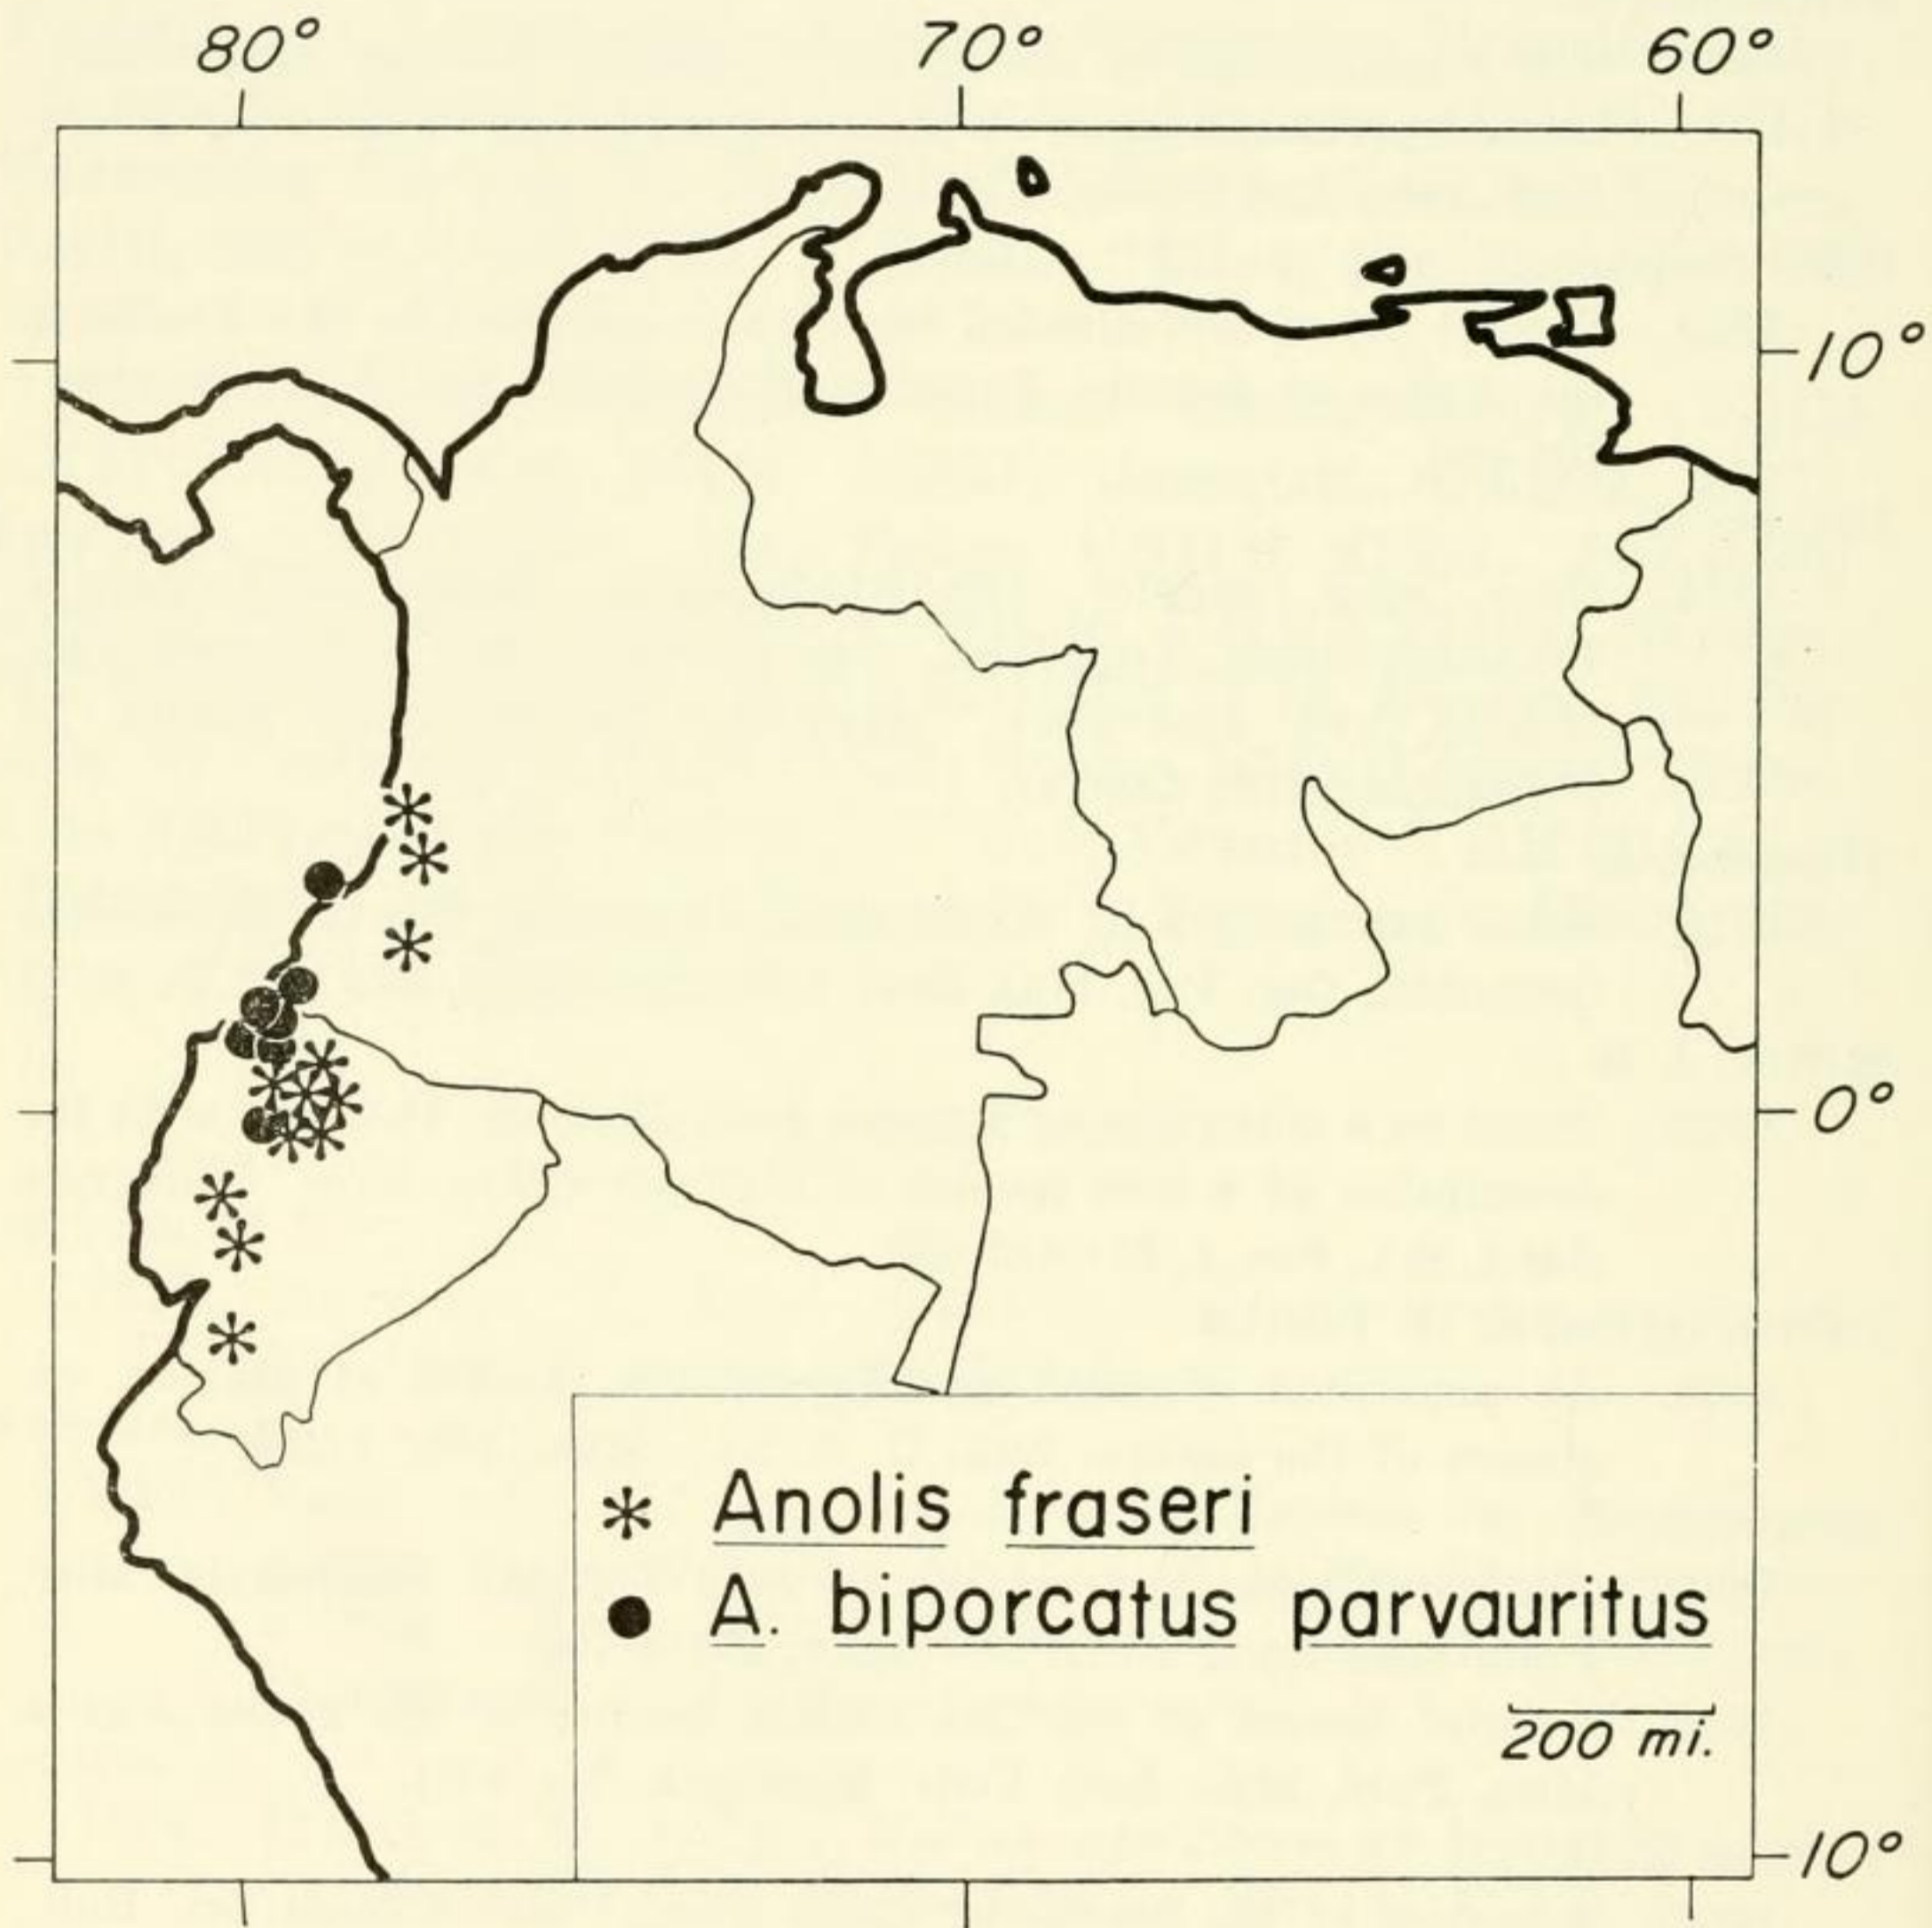 80° 70° 60°
10°
0°
10°
* Anolis fraseri
● A. biporcatus parvauritus
200 mi.